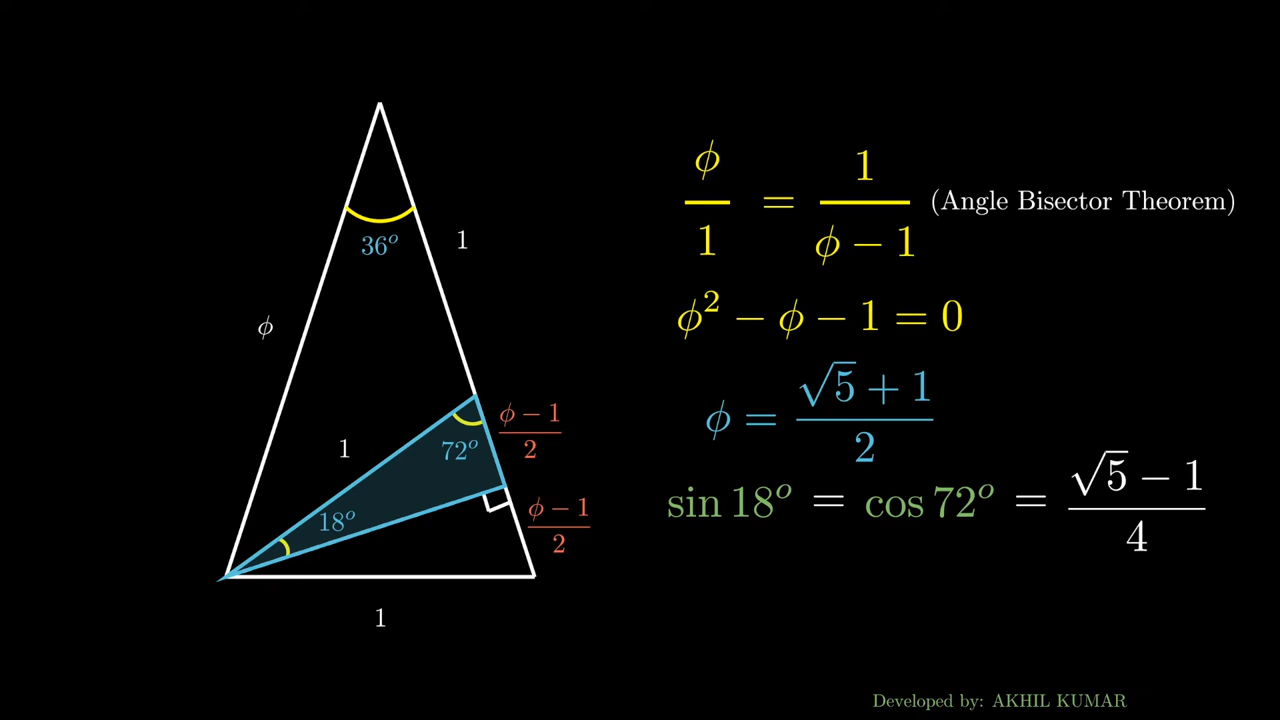 36°
1
ϕ
ϕ − 1
2
1
72°
18°
ϕ − 1
2
1
ϕ/1 = 1/(ϕ − 1) (Angle Bisector Theorem)
ϕ² − ϕ − 1 = 0
ϕ = (√5 + 1)/2
sin 18° = cos 72° = (√5 − 1)/4
Developed by: AKHIL KUMAR